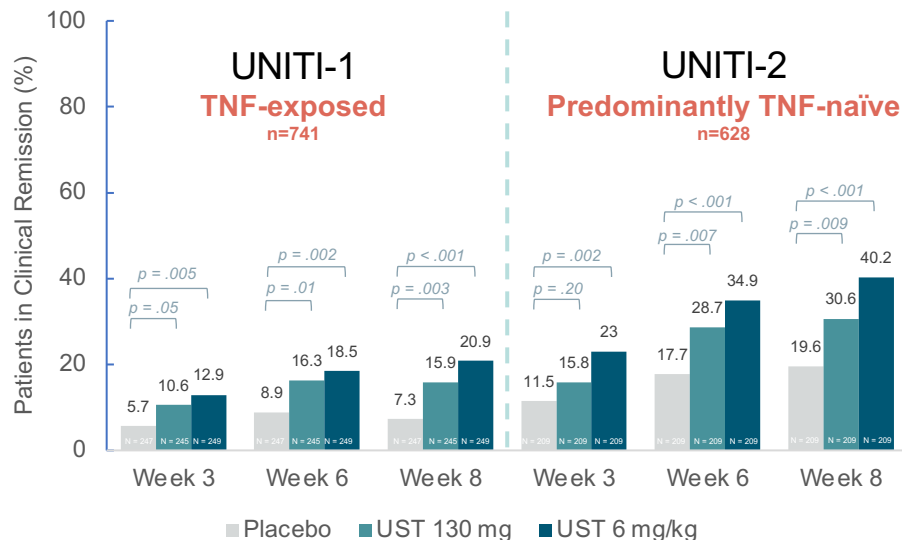 Patients in Clinical Remission (%)
100
80
60
40
20
0
UNITI-1
TNF-exposed
n=741
UNITI-2
Predominantly TNF-naïve
n=628
p = .005
p = .05
5.7
10.6
12.9
N = 247
N = 245
N = 249
Week 3
p = .002
p = .01
8.9
16.3
18.5
N = 247
N = 245
N = 249
Week 6
p < .001
p = .003
7.3
15.9
20.9
N = 247
N = 245
N = 249
Week 8
p = .002
p = .20
11.5
15.8
23
N = 209
N = 209
N = 209
Week 3
p < .001
p = .007
17.7
28.7
34.9
N = 209
N = 209
N = 209
Week 6
p < .001
p = .009
19.6
30.6
40.2
N = 209
N = 209
N = 209
Week 8
Placebo
UST 130 mg
UST 6 mg/kg